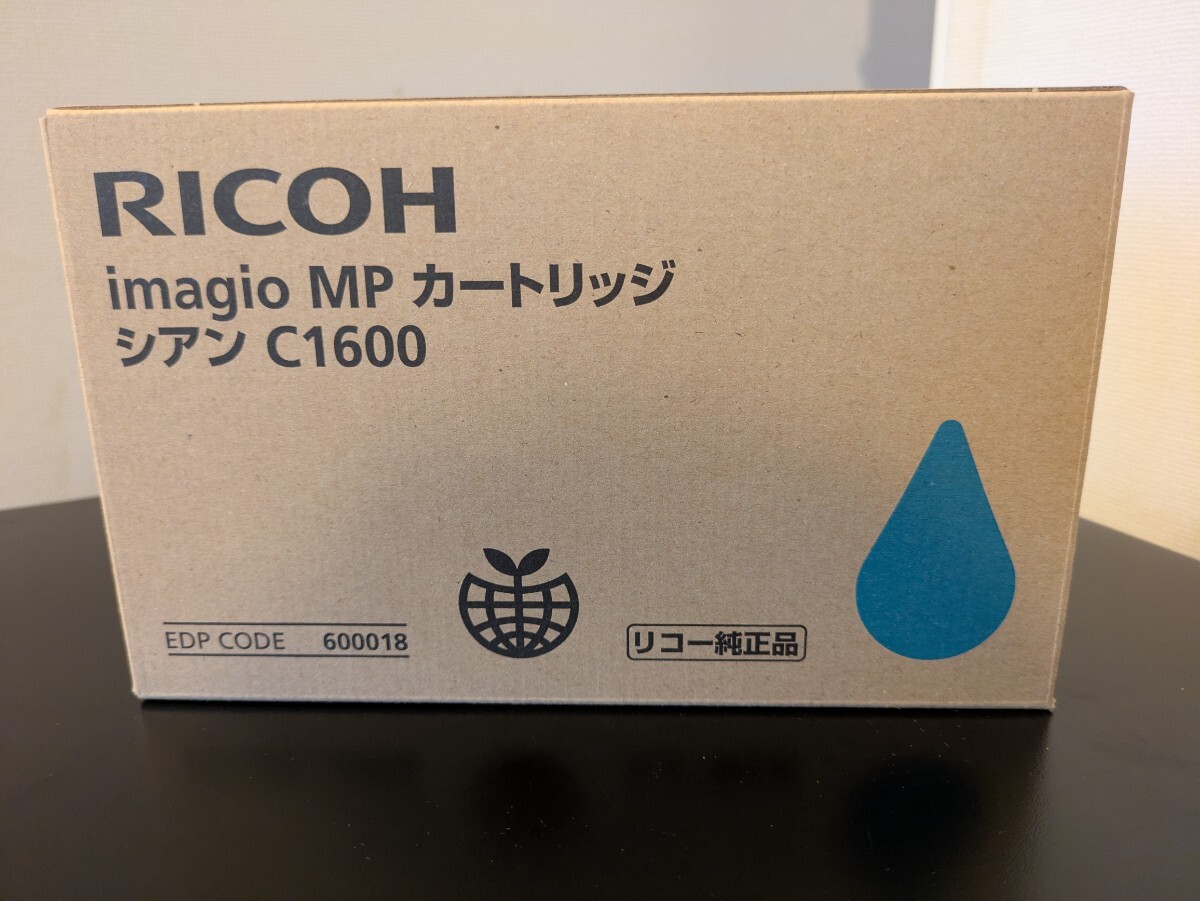 RICOH
imagio MP カートリッジ
シアン C1600
EDP CODE 600018
リコー純正品